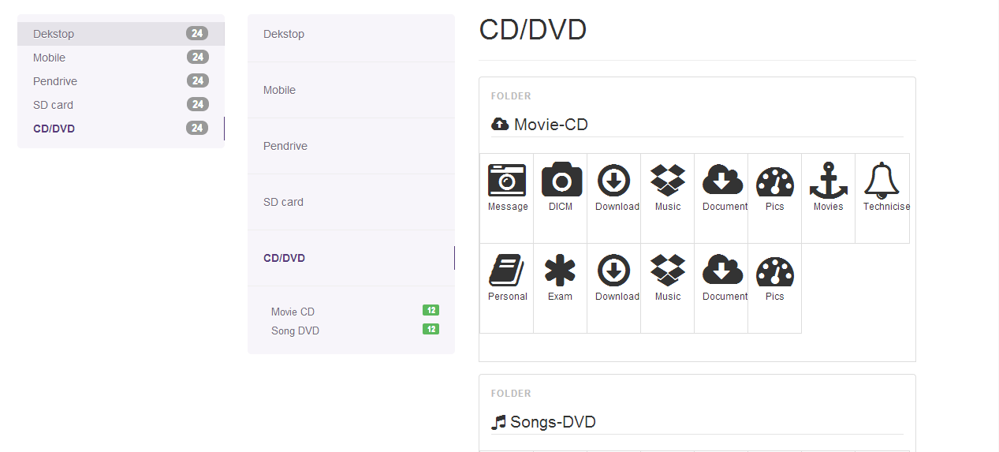 Dekstop 24
Mobile 24
Pendrive 24
SD card 24
CD/DVD 24
Dekstop
Mobile
Pendrive
SD card
CD/DVD
Movie CD 12
Song DVD 12
CD/DVD
FOLDER
Movie-CD
Message DICM Download Music Document Pics Movies Technicise
Personal Exam Download Music Document Pics
FOLDER
Songs-DVD